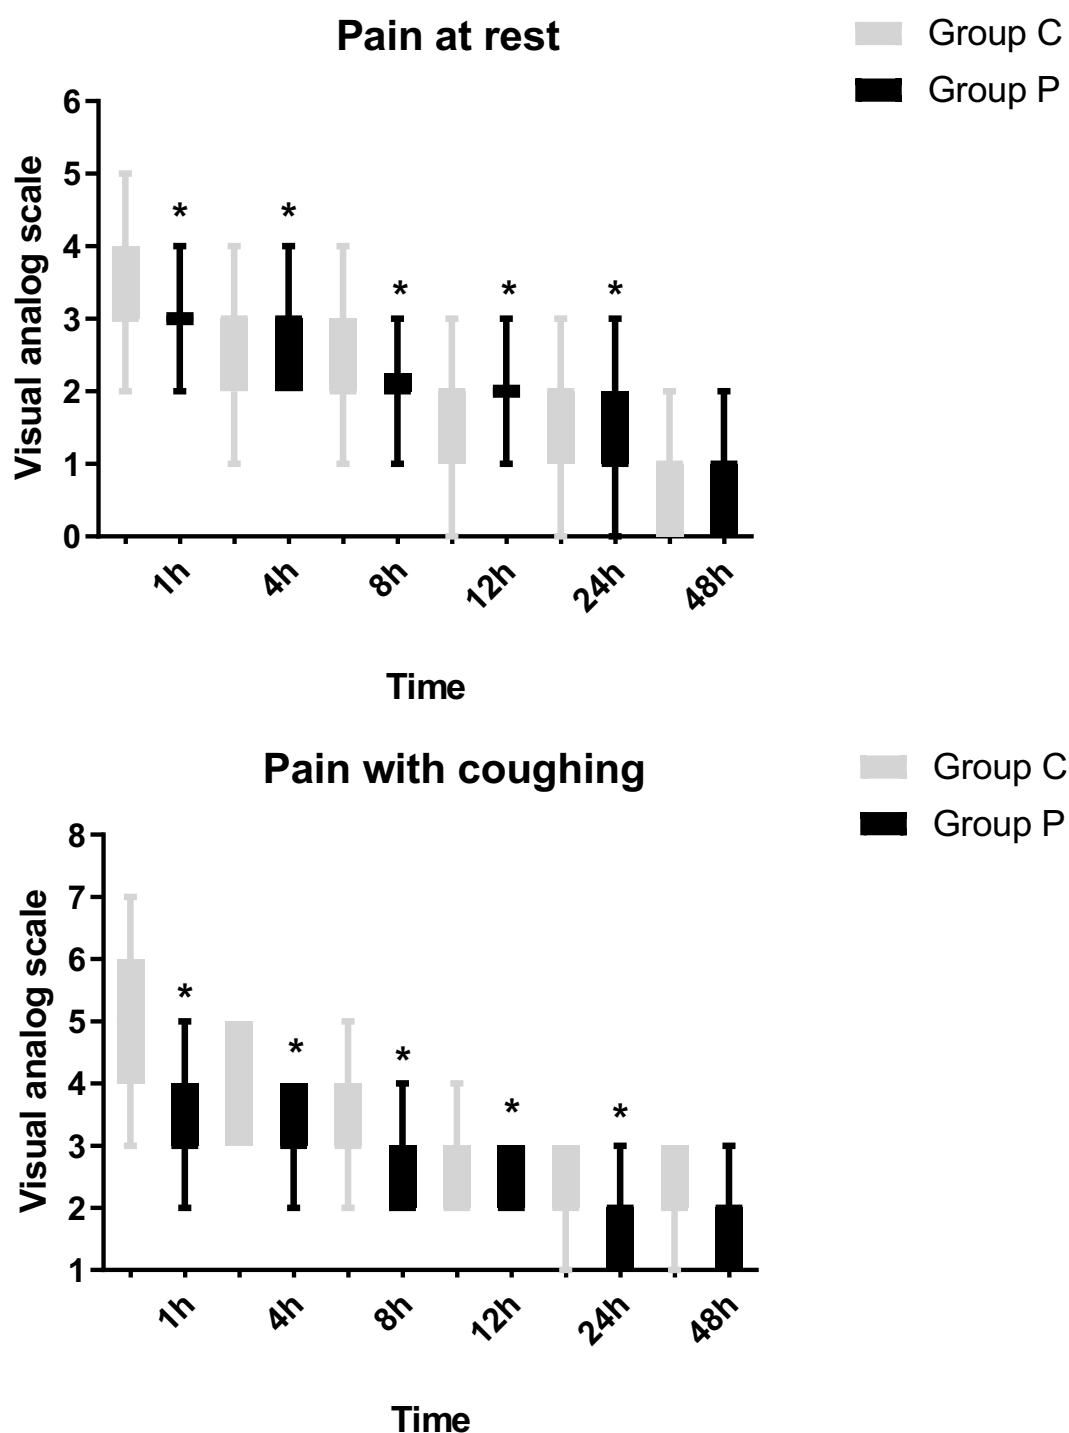 Pain at rest
Group C
Group P
Visual analog scale
6
5
4
3
2
1
0
* * * * *
1h 4h 8h 12h 24h 48h
Time
Pain with coughing
Group C
Group P
Visual analog scale
8
7
6
5
4
3
2
1
* * * * *
1h 4h 8h 12h 24h 48h
Time